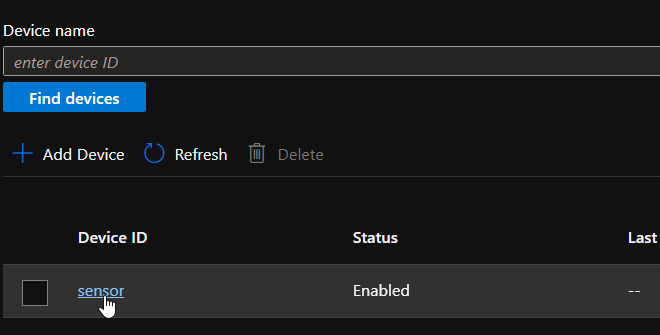 Device name
enter device ID
Find devices
Add Device Refresh Delete
Device ID Status Last
sensor Enabled --